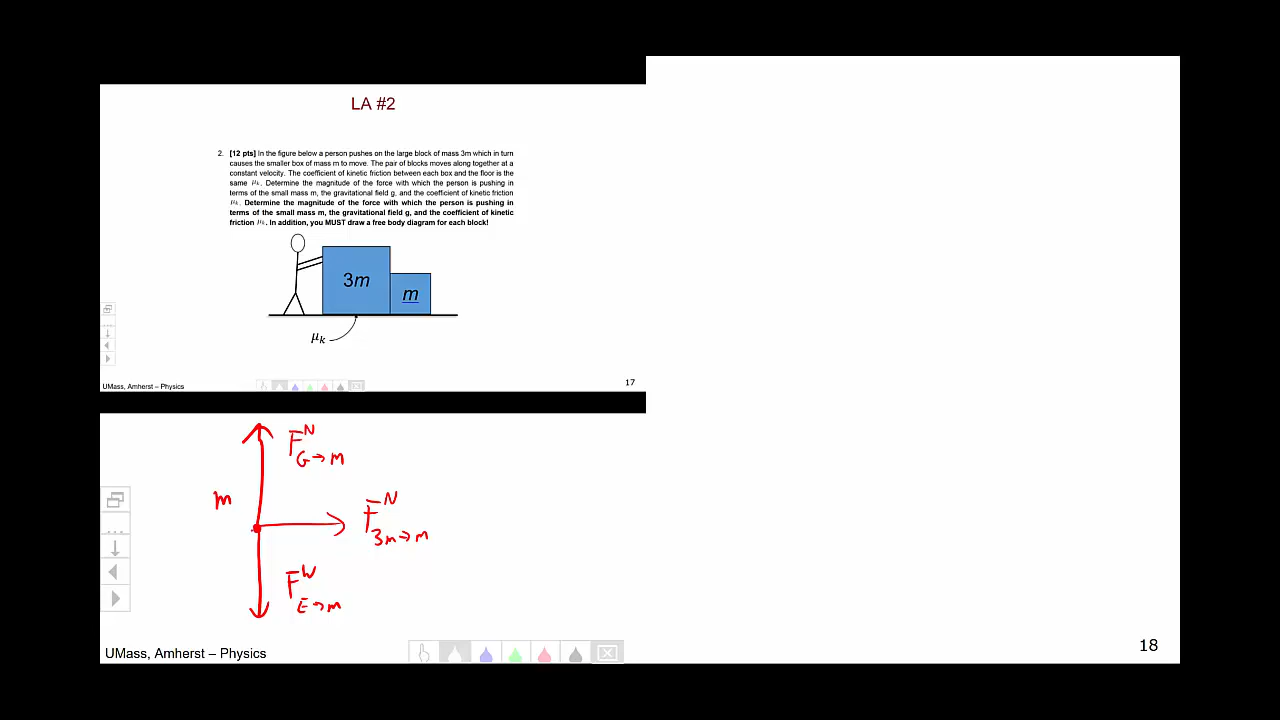 LA #2
2. [12 pts] In the figure below a person pushes on the large block of mass 3m which in turn
causes the smaller box of mass m to move. The pair of blocks moves along together at a
constant velocity. The coefficient of kinetic friction between each box and the floor is the
same μk. Determine the magnitude of the force with which the person is pushing in
terms of the small mass m, the gravitational field g, and the coefficient of kinetic friction
μk. Determine the magnitude of the force with which the person is pushing in
terms of the small mass m, the gravitational field g, and the coefficient of kinetic
friction μk. In addition, you MUST draw a free body diagram for each block!
3m
m
μk
UMass, Amherst – Physics
17
F^N_G→m
m
F^N_3m→m
F^W_E→m
UMass, Amherst – Physics
18